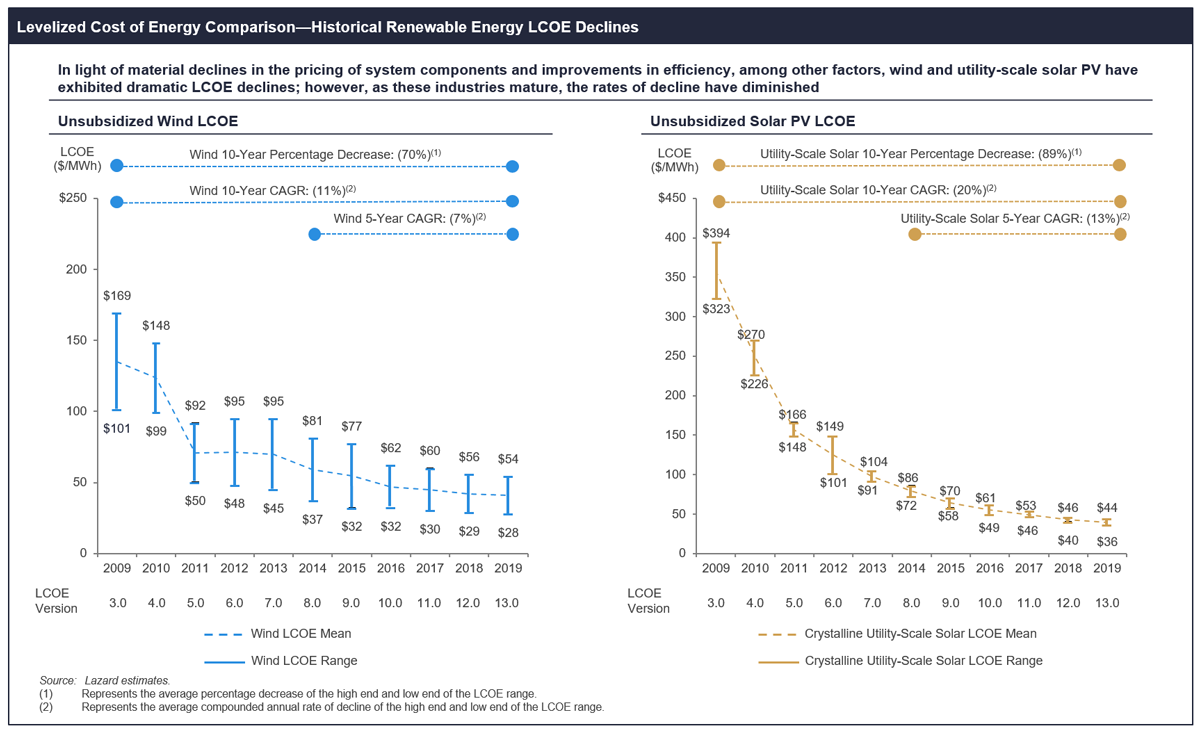 Levelized Cost of Energy Comparison—Historical Renewable Energy LCOE Declines
In light of material declines in the pricing of system components and improvements in efficiency, among other factors, wind and utility-scale solar PV have
exhibited dramatic LCOE declines; however, as these industries mature, the rates of decline have diminished
Unsubsidized Wind LCOE
LCOE
($/MWh)
Wind 10-Year Percentage Decrease: (70%)(1)
Wind 10-Year CAGR: (11%)(2)
Wind 5-Year CAGR: (7%)(2)
$250
200
150
100
50
0
$169
$101
$148
$99
$92
$50
$95
$48
$95
$45
$81
$37
$77
$32
$62
$32
$60
$30
$56
$29
$54
$28
2009 2010 2011 2012 2013 2014 2015 2016 2017 2018 2019
LCOE
Version
3.0 4.0 5.0 6.0 7.0 8.0 9.0 10.0 11.0 12.0 13.0
Wind LCOE Mean
Wind LCOE Range
Unsubsidized Solar PV LCOE
LCOE
($/MWh)
Utility-Scale Solar 10-Year Percentage Decrease: (89%)(1)
Utility-Scale Solar 10-Year CAGR: (20%)(2)
Utility-Scale Solar 5-Year CAGR: (13%)(2)
$450
400
350
300
250
200
150
100
50
0
$394
$323
$270
$226
$166
$148
$149
$101
$104
$91
$86
$72
$70
$58
$61
$49
$53
$46
$46
$40
$44
$36
2009 2010 2011 2012 2013 2014 2015 2016 2017 2018 2019
LCOE
Version
3.0 4.0 5.0 6.0 7.0 8.0 9.0 10.0 11.0 12.0 13.0
Crystalline Utility-Scale Solar LCOE Mean
Crystalline Utility-Scale Solar LCOE Range
Source: Lazard estimates.
(1) Represents the average percentage decrease of the high end and low end of the LCOE range.
(2) Represents the average compounded annual rate of decline of the high end and low end of the LCOE range.